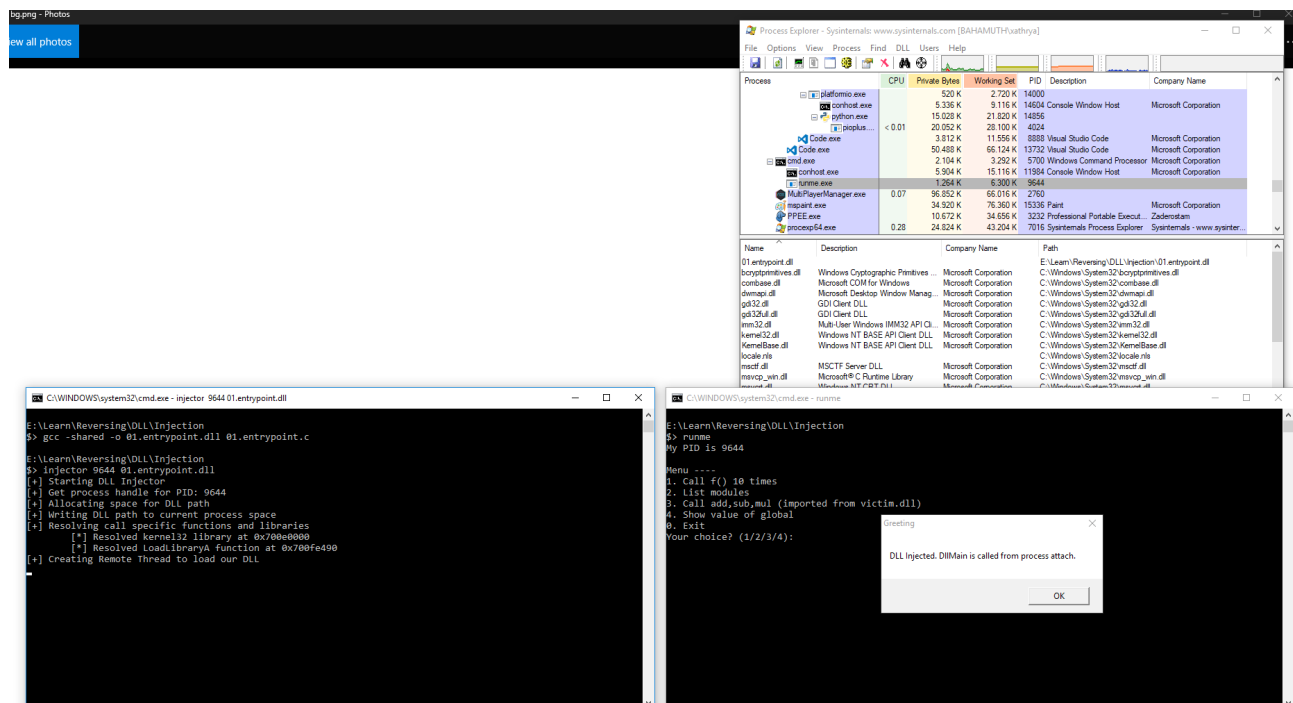 bg.png - Photos
ew all photos
Process Explorer - Sysinternals: www.sysinternals.com [BAHAMUTH\xathrya]
File Options View Process Find DLL Users Help
Process CPU Private Bytes Working Set PID Description Company Name
platformio.exe 520 K 2.720 K 14000
conhost.exe 5.336 K 9.116 K 14604 Console Window Host Microsoft Corporation
python.exe 15.028 K 21.820 K 14856
pioplus.... < 0.01 20.052 K 28.100 K 4024
Code.exe 3.812 K 11.556 K 8888 Visual Studio Code Microsoft Corporation
Code.exe 50.488 K 66.124 K 13732 Visual Studio Code Microsoft Corporation
cmd.exe 2.104 K 3.292 K 5700 Windows Command Processor Microsoft Corporation
conhost.exe 5.904 K 15.116 K 11984 Console Window Host Microsoft Corporation
runme.exe 1.264 K 6.300 K 9644
MultiPlayerManager.exe 0.07 96.852 K 66.016 K 2760
mspaint.exe 34.920 K 76.360 K 15336 Paint Microsoft Corporation
PPEE.exe 10.672 K 34.656 K 3232 Professional Portable Execut... Zaderostam
procexp64.exe 0.28 24.824 K 43.204 K 7016 Sysinternals Process Explorer Sysinternals - www.sysinter...
Name Description Company Name Path
01.entrypoint.dll E:\Learn\Reversing\DLL\Injection\01.entrypoint.dll
bcryptprimitives.dll Windows Cryptographic Primitives ... Microsoft Corporation C:\Windows\System32\bcryptprimitives.dll
combase.dll Microsoft COM for Windows Microsoft Corporation C:\Windows\System32\combase.dll
dwmapi.dll Microsoft Desktop Window Manag... Microsoft Corporation C:\Windows\System32\dwmapi.dll
gdi32.dll GDI Client DLL Microsoft Corporation C:\Windows\System32\gdi32.dll
gdi32full.dll GDI Client DLL Microsoft Corporation C:\Windows\System32\gdi32full.dll
imm32.dll Multi-User Windows IMM32 API Cli... Microsoft Corporation C:\Windows\System32\imm32.dll
kernel32.dll Windows NT BASE API Client DLL Microsoft Corporation C:\Windows\System32\kernel32.dll
KernelBase.dll Windows NT BASE API Client DLL Microsoft Corporation C:\Windows\System32\KernelBase.dll
locale.nls C:\Windows\System32\locale.nls
msctf.dll MSCTF Server DLL Microsoft Corporation C:\Windows\System32\msctf.dll
msvcp_win.dll Microsoft® C Runtime Library Microsoft Corporation C:\Windows\System32\msvcp_win.dll
msvcrt.dll Windows NT CRT DLL Microsoft Corporation C:\Windows\System32\msvcrt.dll
C:\WINDOWS\system32\cmd.exe - injector 9644 01.entrypoint.dll
E:\Learn\Reversing\DLL\Injection
$> gcc -shared -o 01.entrypoint.dll 01.entrypoint.c
E:\Learn\Reversing\DLL\Injection
$> injector 9644 01.entrypoint.dll
[+] Starting DLL Injector
[+] Get process handle for PID: 9644
[+] Allocating space for DLL path
[+] Writing DLL path to current process space
[+] Resolving call specific functions and libraries
[*] Resolved kernel32 library at 0x700e0000
[*] Resolved LoadLibraryA function at 0x700fe490
[+] Creating Remote Thread to load our DLL
C:\WINDOWS\system32\cmd.exe - runme
E:\Learn\Reversing\DLL\Injection
$> runme
My PID is 9644
Menu ----
1. Call f() 10 times
2. List modules
3. Call add,sub,mul (imported from victim.dll)
4. Show value of global
0. Exit
Your choice? (1/2/3/4):
Greeting
DLL Injected. DllMain is called from process attach.
OK